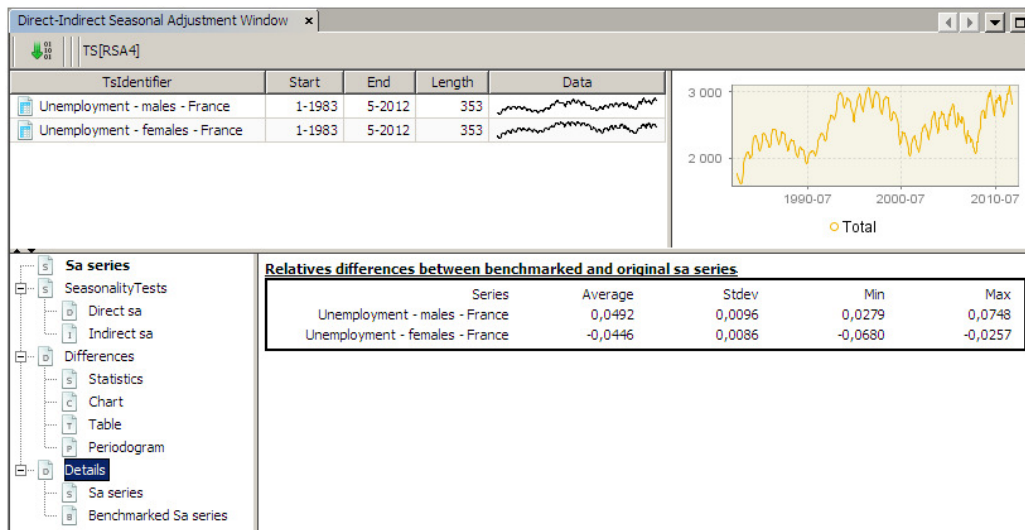 Direct-Indirect Seasonal Adjustment Window x
TS[RSA4]
TsIdentifier Start End Length Data
Unemployment - males - France 1-1983 5-2012 353
Unemployment - females - France 1-1983 5-2012 353
3 000
2 000
1990-07 2000-07 2010-07
Total
Sa series
SeasonalityTests
Direct sa
Indirect sa
Differences
Statistics
Chart
Table
Periodogram
Details
Sa series
Benchmarked Sa series
Relatives differences between benchmarked and original sa series
Series Average Stdev Min Max
Unemployment - males - France 0,0492 0,0096 0,0279 0,0748
Unemployment - females - France -0,0446 0,0086 -0,0680 -0,0257